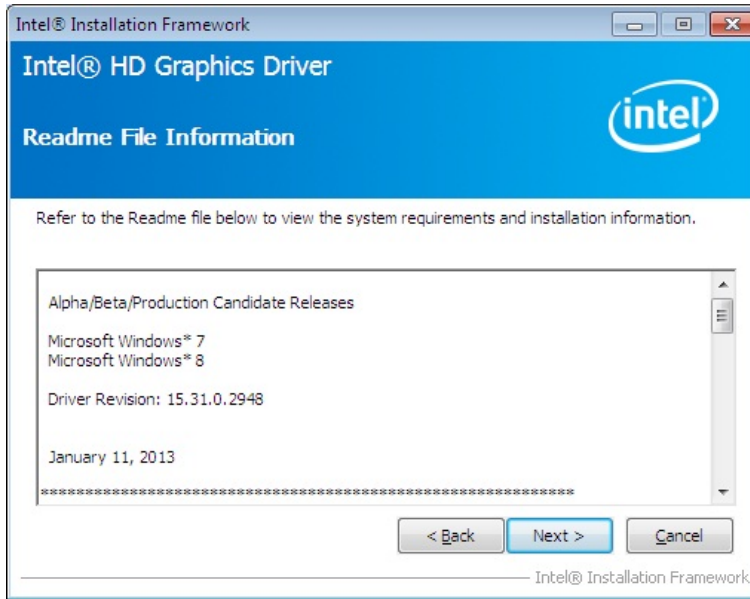 Intel® Installation Framework
Intel® HD Graphics Driver
intel
Readme File Information
Refer to the Readme file below to view the system requirements and installation information.
Alpha/Beta/Production Candidate Releases
Microsoft Windows* 7
Microsoft Windows* 8
Driver Revision: 15.31.0.2948
January 11, 2013
************************************************************
< Back
Next >
Cancel
Intel® Installation Framework